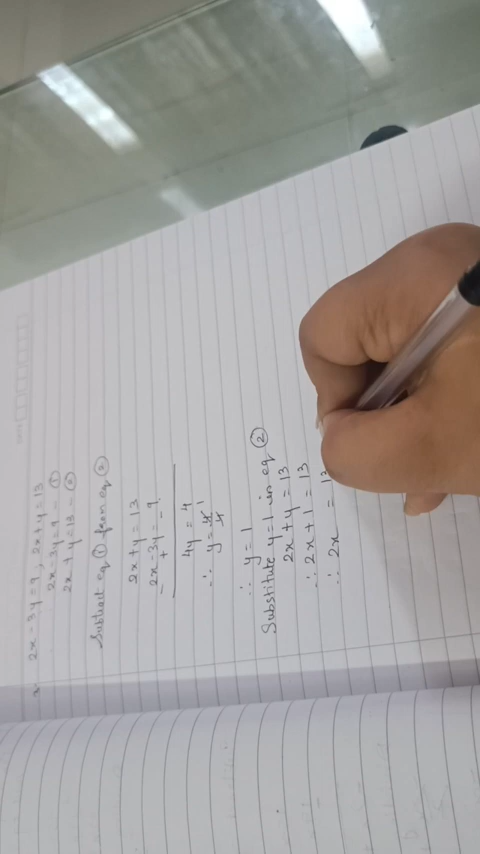 2. 2x - 3y = 9 , 2x + y = 13
2x - 3y = 9 - ①
2x + y = 13 - ②
Subtract eq ① from eq ②
2x + y = 13
2x - 3y = 9
- + -
4y = 4
∴ y = 4/4 1
∴ y = 1
Substitute y = 1 in eq ②
2x + y = 13
∴ 2x + 1 = 13
∴ 2x =